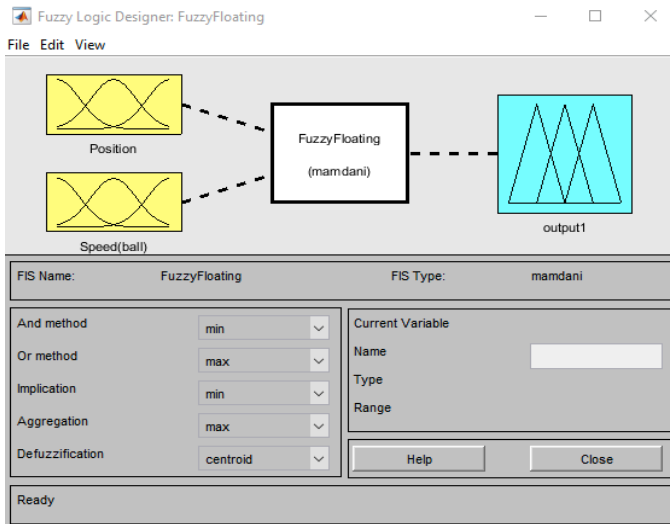 Fuzzy Logic Designer: FuzzyFloating
File Edit View
FuzzyFloating
(mamdani)
Position
Speed(ball)
output1
FIS Name: FuzzyFloating FIS Type: mamdani
And method min
Or method max
Implication min
Aggregation max
Defuzzification centroid
Current Variable
Name
Type
Range
Help Close
Ready